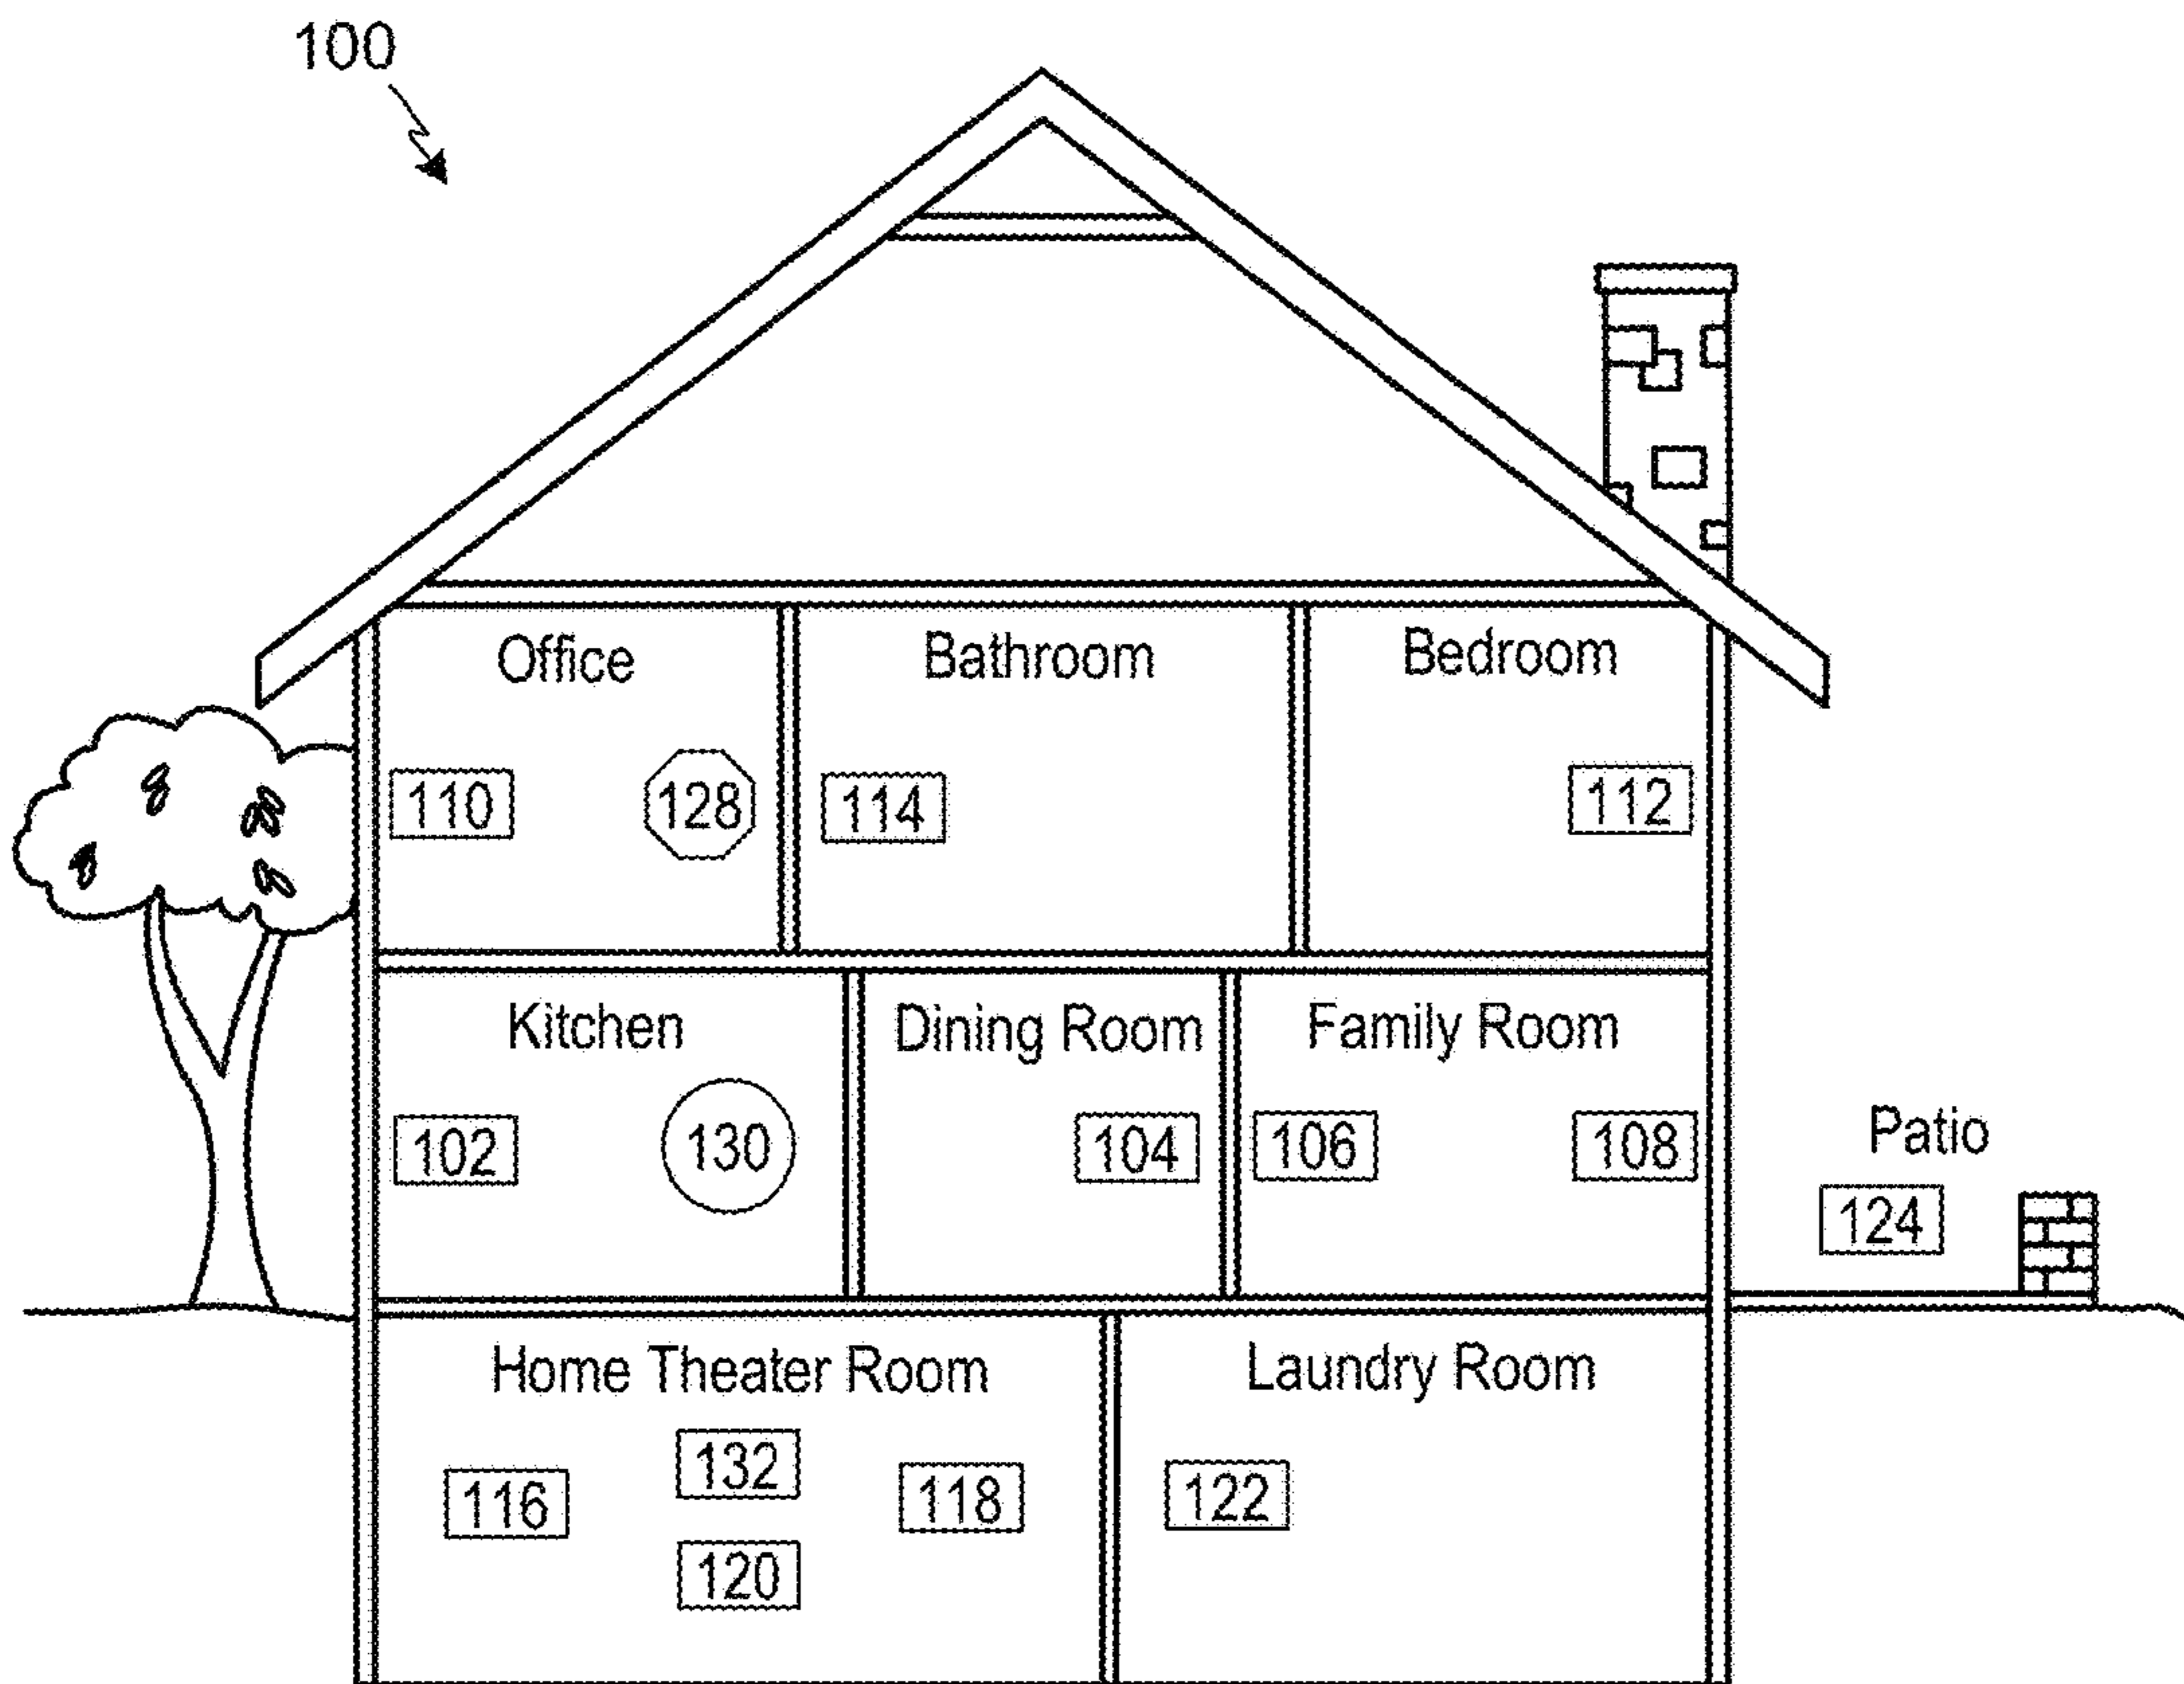 100
Office Bathroom Bedroom
110 128 114 112
Kitchen Dining Room Family Room
102 130 104 106 108
Patio
124
Home Theater Room Laundry Room
116 132 118 122
120